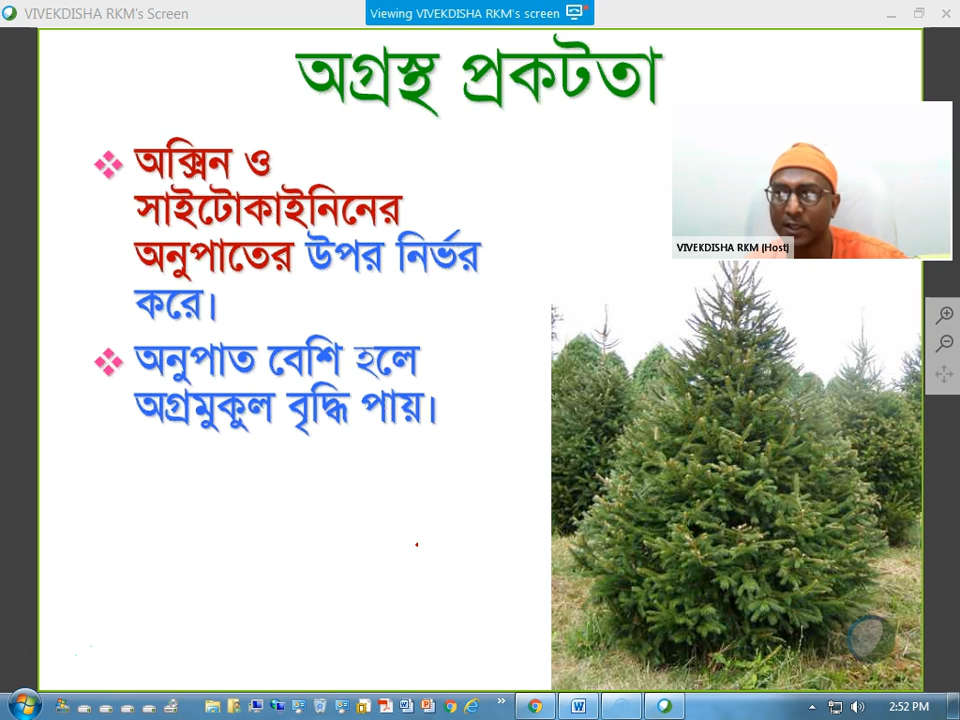 VIVEKDISHA RKM's Screen
Viewing VIVEKDISHA RKM's screen
অগ্রস্থ প্রকটতা
অক্সিন ও
সাইটোকাইনিনের
অনুপাতের উপর নির্ভর
করে।
অনুপাত বেশি হলে
অগ্রমুকুল বৃদ্ধি পায়।
VIVEKDISHA RKM (Host)
2:52 PM